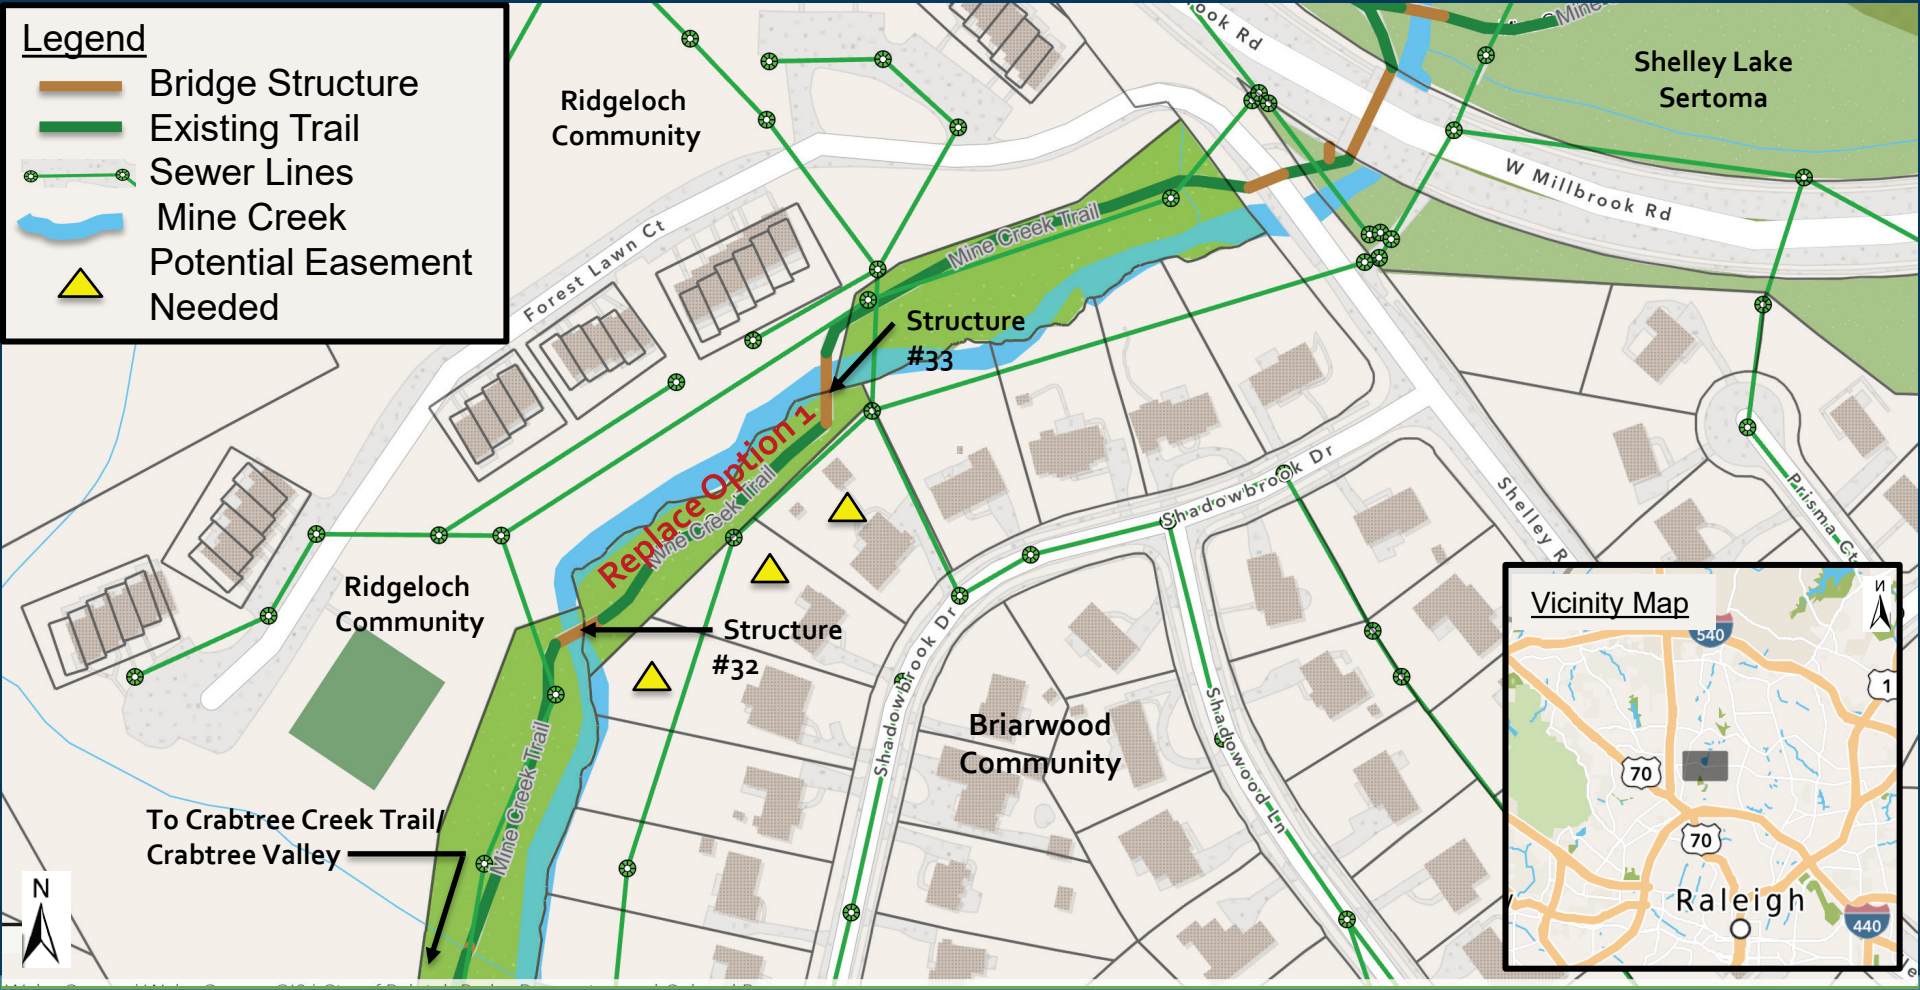 Legend
Bridge Structure
Existing Trail
Sewer Lines
Mine Creek
Potential Easement
Needed
Ridgeloch
Community
ook Rd
Mine
Shelley Lake
Sertoma
W Millbrook Rd
Forest Lawn Ct
Mine Creek Trail
Structure
#33
Replace Option 1
Mine Creek Trail
Shadowbrook Dr
Shelley R
Prisma Ct
Ridgeloch
Community
Structure
#32
Shadowbrook Dr
Briarwood
Community
Shadowood Ln
Mine Creek Trail
To Crabtree Creek Trail/
Crabtree Valley
N
Vicinity Map
N
540
1
70
70
Raleigh
440